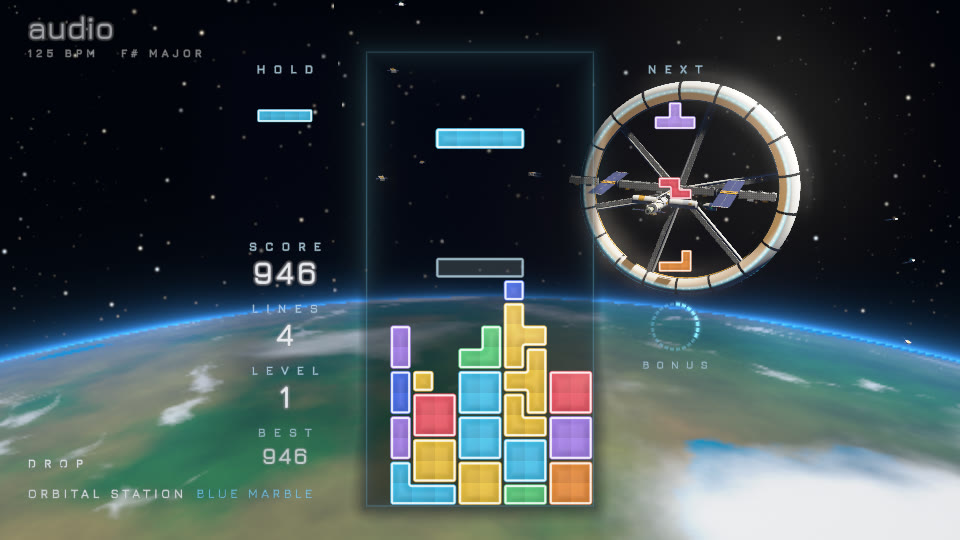 audio
125 BPM F# MAJOR
HOLD
NEXT
SCORE
946
LINES
4
LEVEL
1
BONUS
BEST
946
DROP
ORBITAL STATION BLUE MARBLE